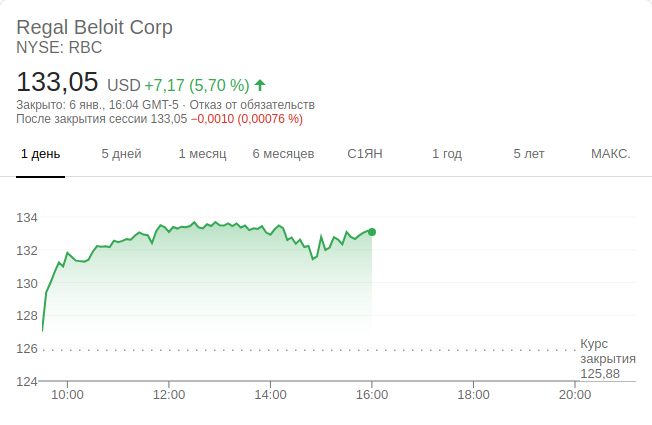 Regal Beloit Corp
NYSE: RBC
133,05 USD +7,17 (5,70 %)
Закрыто: 6 янв., 16:04 GMT-5 · Отказ от обязательств
После закрытия сессии 133,05 −0,0010 (0,00076 %)
1 день 5 дней 1 месяц 6 месяцев С1ЯН 1 год 5 лет МАКС.
134
132
130
128
126
Курс
закрытия
125,88
124
10:00 12:00 14:00 16:00 18:00 20:00